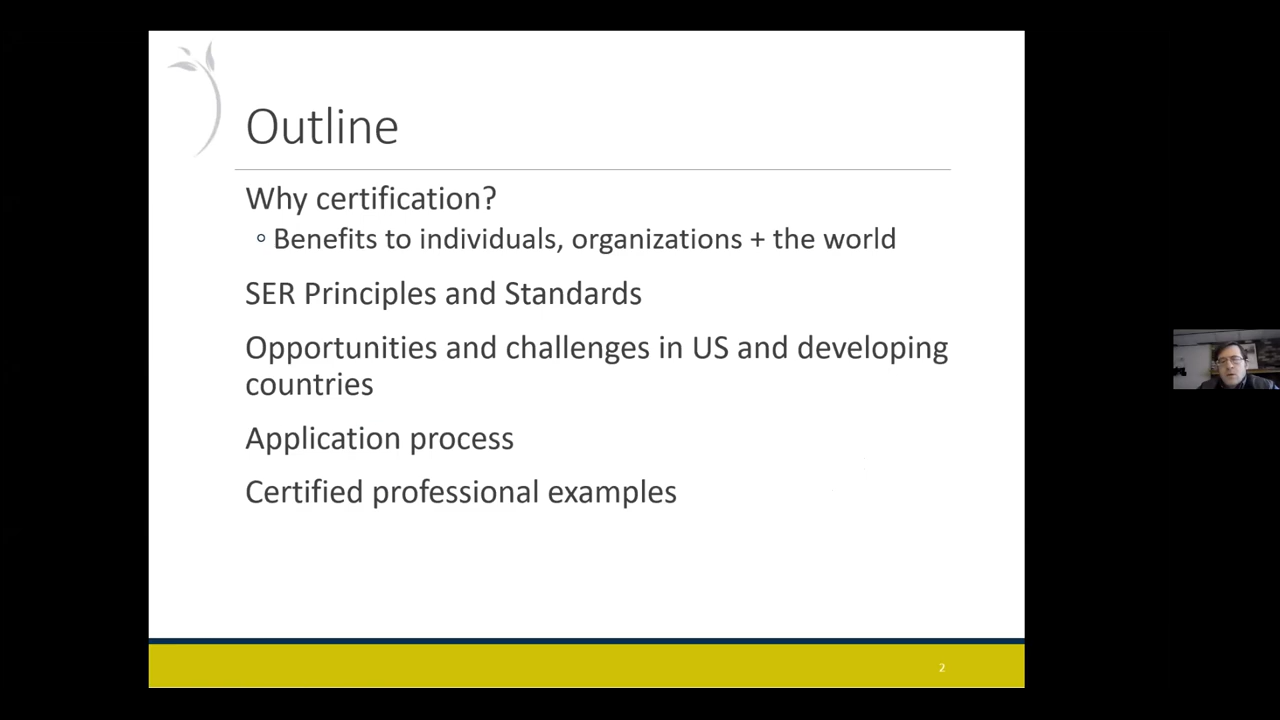 Outline
Why certification?
◦ Benefits to individuals, organizations + the world
SER Principles and Standards
Opportunities and challenges in US and developing
countries
Application process
Certified professional examples
2